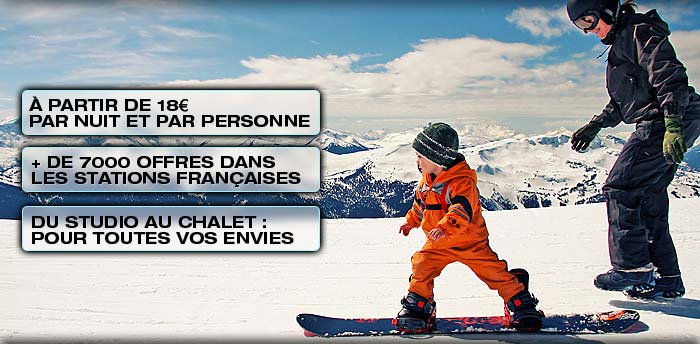 À PARTIR DE 18€
PAR NUIT ET PAR PERSONNE
+ DE 7000 OFFRES DANS
LES STATIONS FRANÇAISES
DU STUDIO AU CHALET :
POUR TOUTES VOS ENVIES